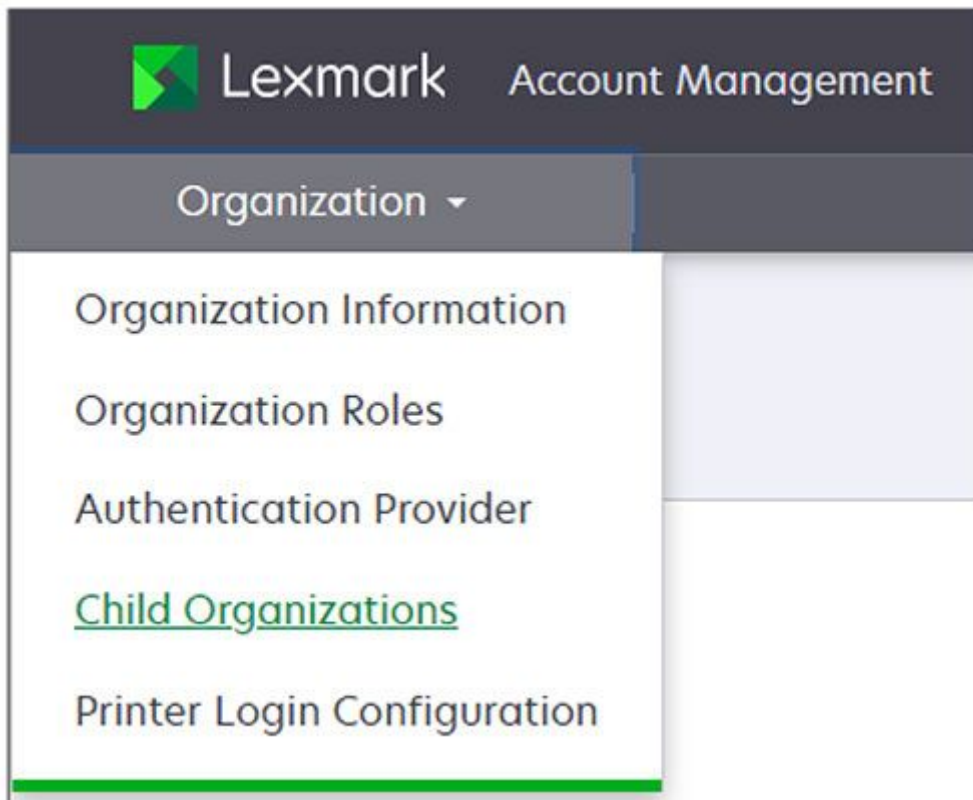 Lexmark Account Management
Organization
Organization Information
Organization Roles
Authentication Provider
Child Organizations
Printer Login Configuration